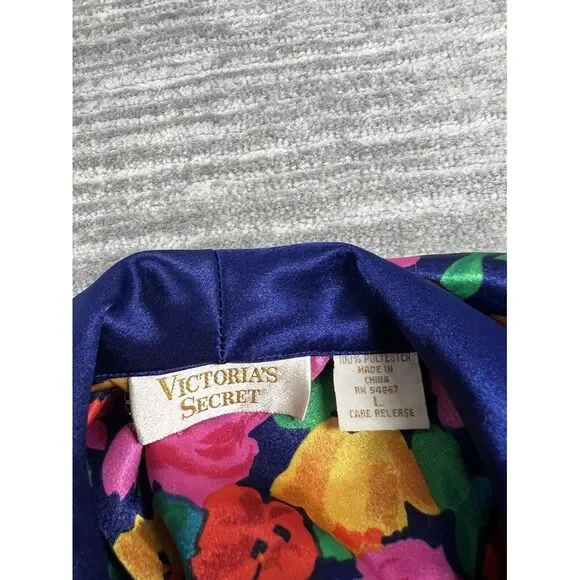 VICTORIA'S
SECRET
100% POLYESTER
MADE IN
CHINA
RN 54867
L
CARE REVERSE